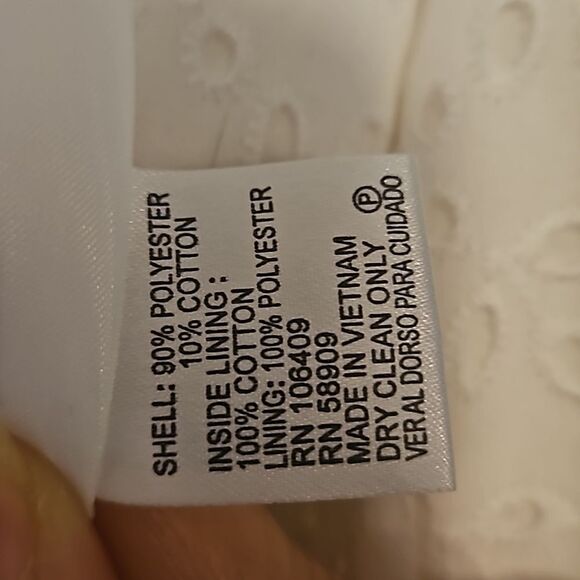 SHELL: 90% POLYESTER
10% COTTON
INSIDE LINING :
100% COTTON
LINING: 100% POLYESTER
RN 106409
RN 58909
MADE IN VIETNAM
DRY CLEAN ONLY Ⓟ
VER AL DORSO PARA CUIDADO